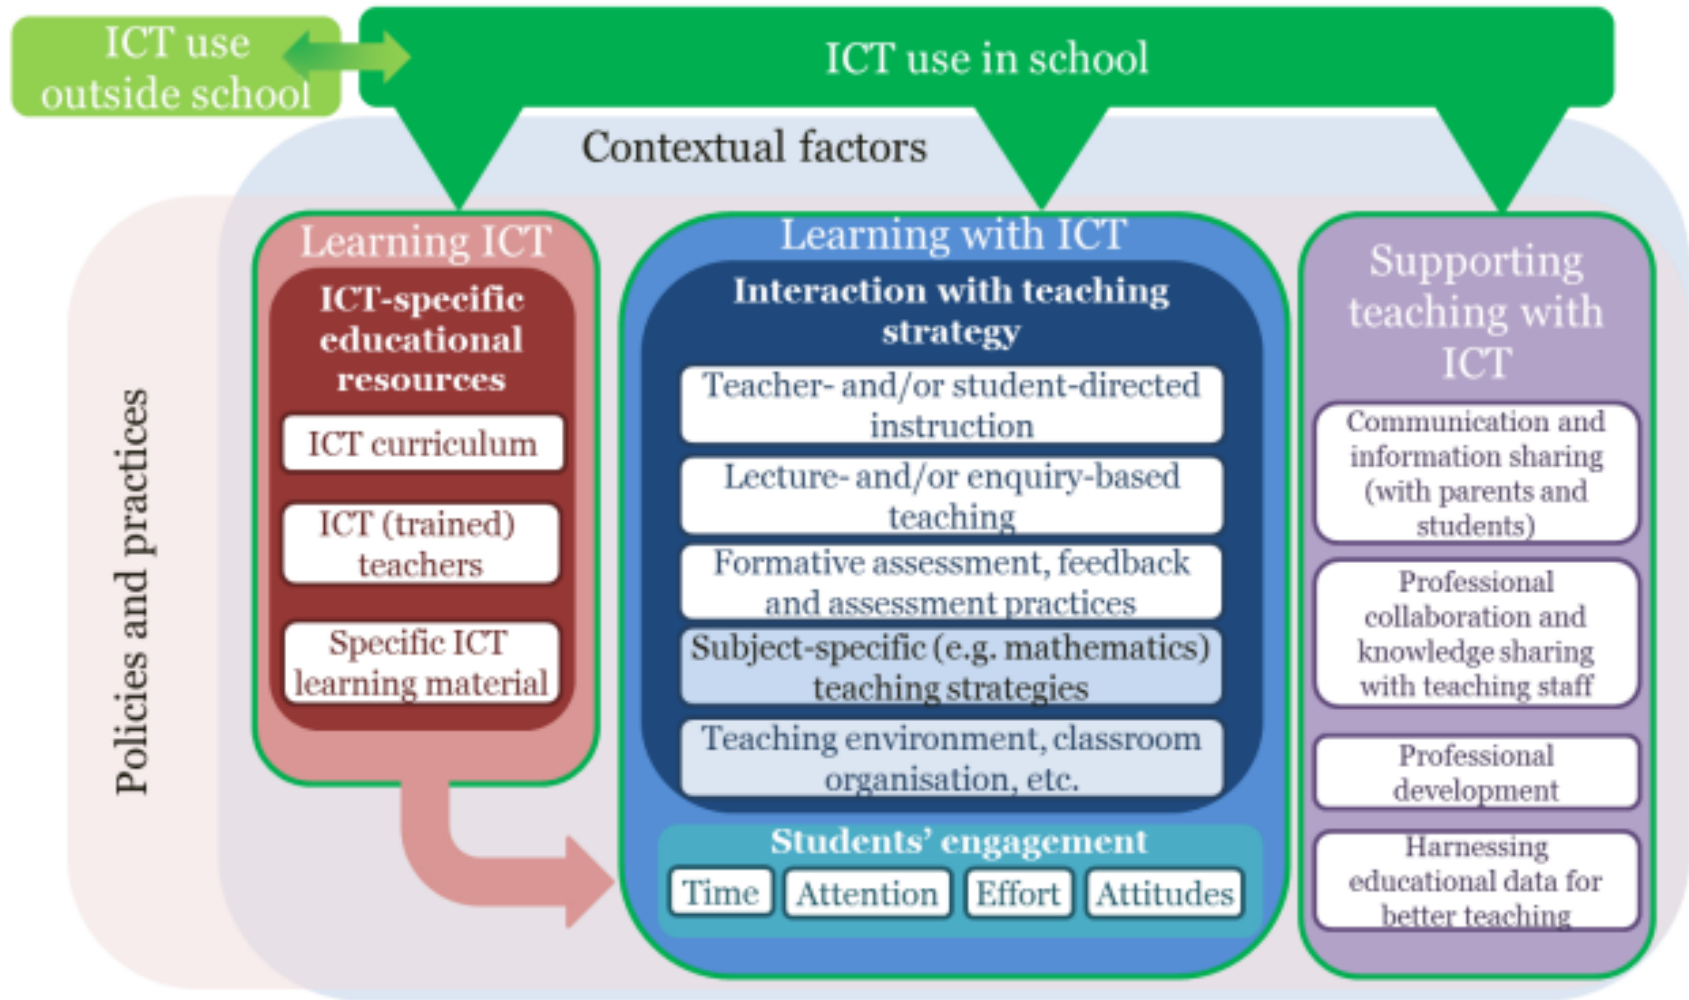 ICT use
outside school
ICT use in school
Contextual factors
Policies and practices
Learning ICT
ICT-specific
educational
resources
ICT curriculum
ICT (trained)
teachers
Specific ICT
learning material
Learning with ICT
Interaction with teaching
strategy
Teacher- and/or student-directed
instruction
Lecture- and/or enquiry-based
teaching
Formative assessment, feedback
and assessment practices
Subject-specific (e.g. mathematics)
teaching strategies
Teaching environment, classroom
organisation, etc.
Students’ engagement
Time
Attention
Effort
Attitudes
Supporting
teaching with
ICT
Communication and
information sharing
(with parents and
students)
Professional
collaboration and
knowledge sharing
with teaching staff
Professional
development
Harnessing
educational data for
better teaching